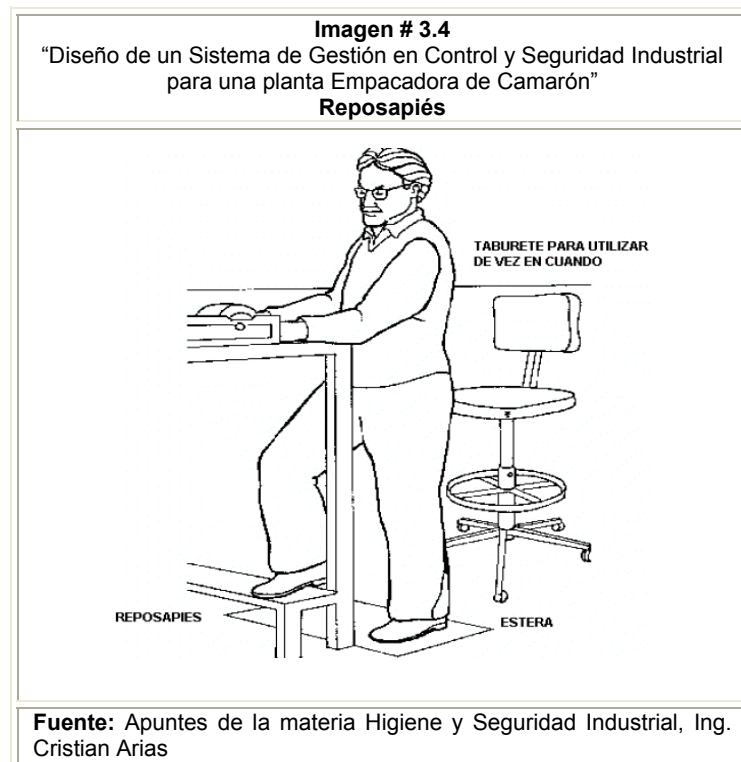 Imagen # 3.4
“Diseño de un Sistema de Gestión en Control y Seguridad Industrial
para una planta Empacadora de Camarón”
Reposapiés
TABURETE PARA UTILIZAR
DE VEZ EN CUANDO
REPOSAPIES
ESTERA
Fuente: Apuntes de la materia Higiene y Seguridad Industrial, Ing.
Cristian Arias